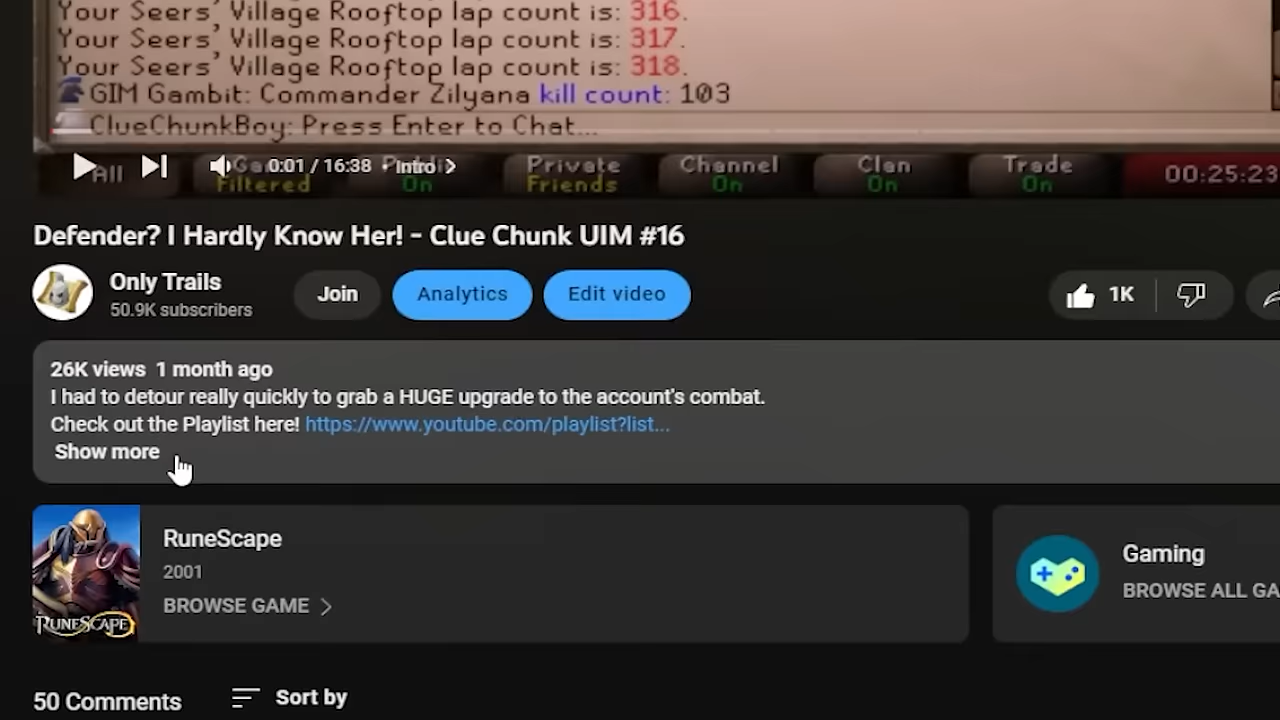 Your Seers' Village Rooftop lap count is: 316.
Your Seers' Village Rooftop lap count is: 317.
Your Seers' Village Rooftop lap count is: 318.
GIM Gambit: Commander Zilyana kill count: 103
ClueChunkBoy: Press Enter to Chat...
All
0:01 / 16:38 • Intro >
Filtered
On
Private
Friends
Channel
On
Clan
On
Trade
On
00:25:23
Defender? I Hardly Know Her! - Clue Chunk UIM #16
Only Trails
50.9K subscribers
Join
Analytics
Edit video
1K
26K views 1 month ago
I had to detour really quickly to grab a HUGE upgrade to the account's combat.
Check out the Playlist here! https://www.youtube.com/playlist?list...
Show more
RUNESCAPE
RuneScape
2001
BROWSE GAME >
Gaming
BROWSE ALL GA
50 Comments
Sort by